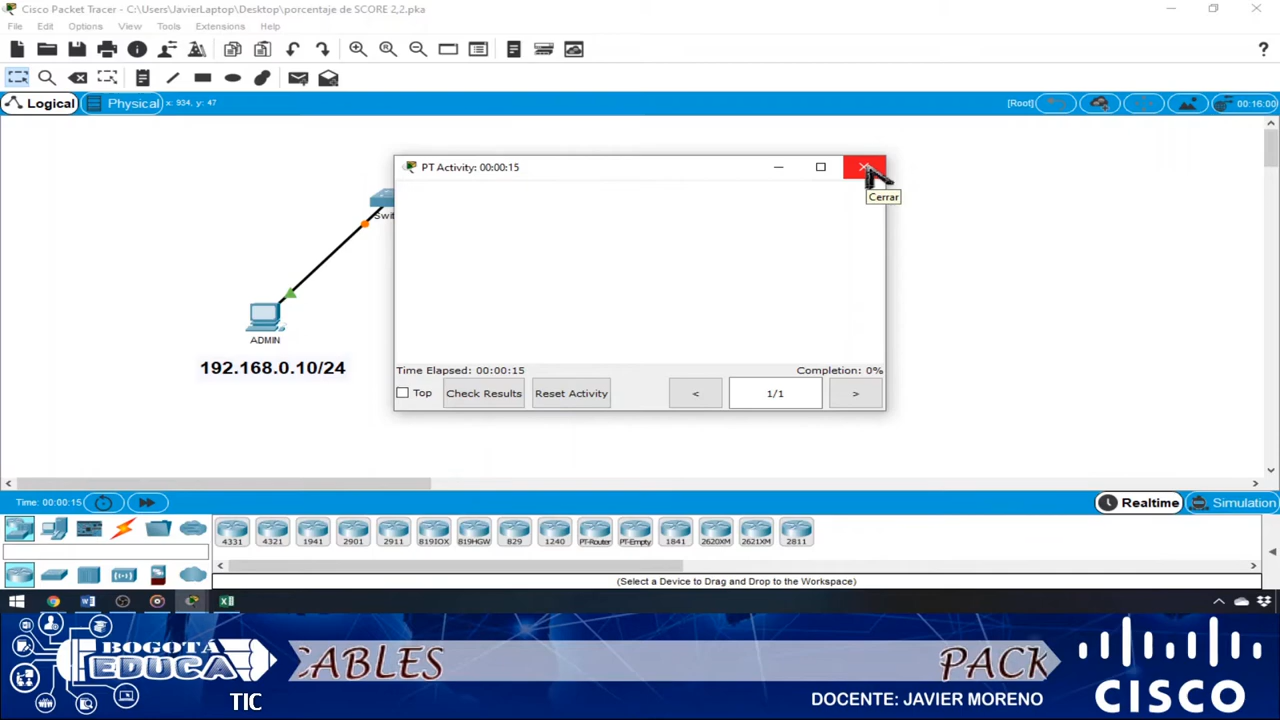 Cisco Packet Tracer - C:\Users\JavierLaptop\Desktop\porcentaje de SCORE 2,2.pka
File Edit Options View Tools Extensions Help
Logical Physical x: 934, y: 47 [Root] 00:16:00
PT Activity: 00:00:15
Cerrar
Swit
ADMIN
192.168.0.10/24
Time Elapsed: 00:00:15 Completion: 0%
Top Check Results Reset Activity < 1/1 >
Time: 00:00:15 Realtime Simulation
4331 4321 1941 2901 2911 819IOX 819HGW 829 1240 PT-Router PT-Empty 1841 2620XM 2621XM 2811
(Select a Device to Drag and Drop to the Workspace)
BOGOTÁ
EDUCA
TIC
CABLES PACK
DOCENTE: JAVIER MORENO
CISCO